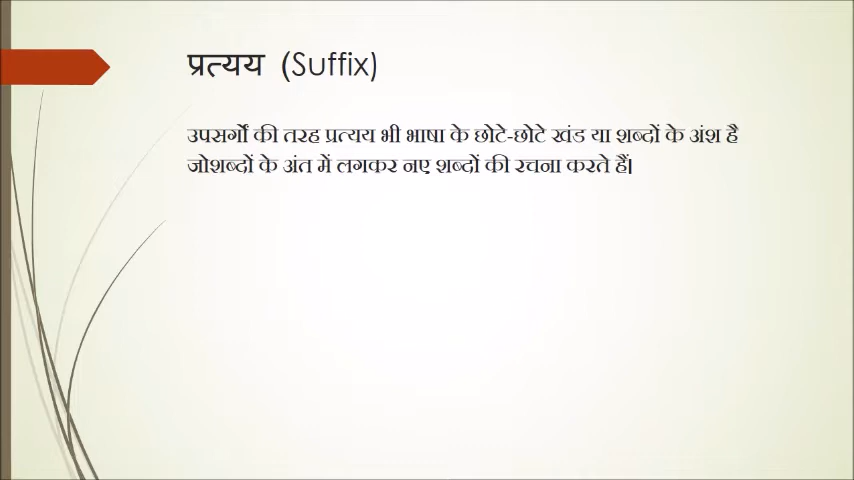 प्रत्यय (Suffix)
उपसर्गों की तरह प्रत्यय भी भाषा के छोटे-छोटे खंड या शब्दों के अंश है
जोशब्दों के अंत में लगकर नए शब्दों की रचना करते हैं।